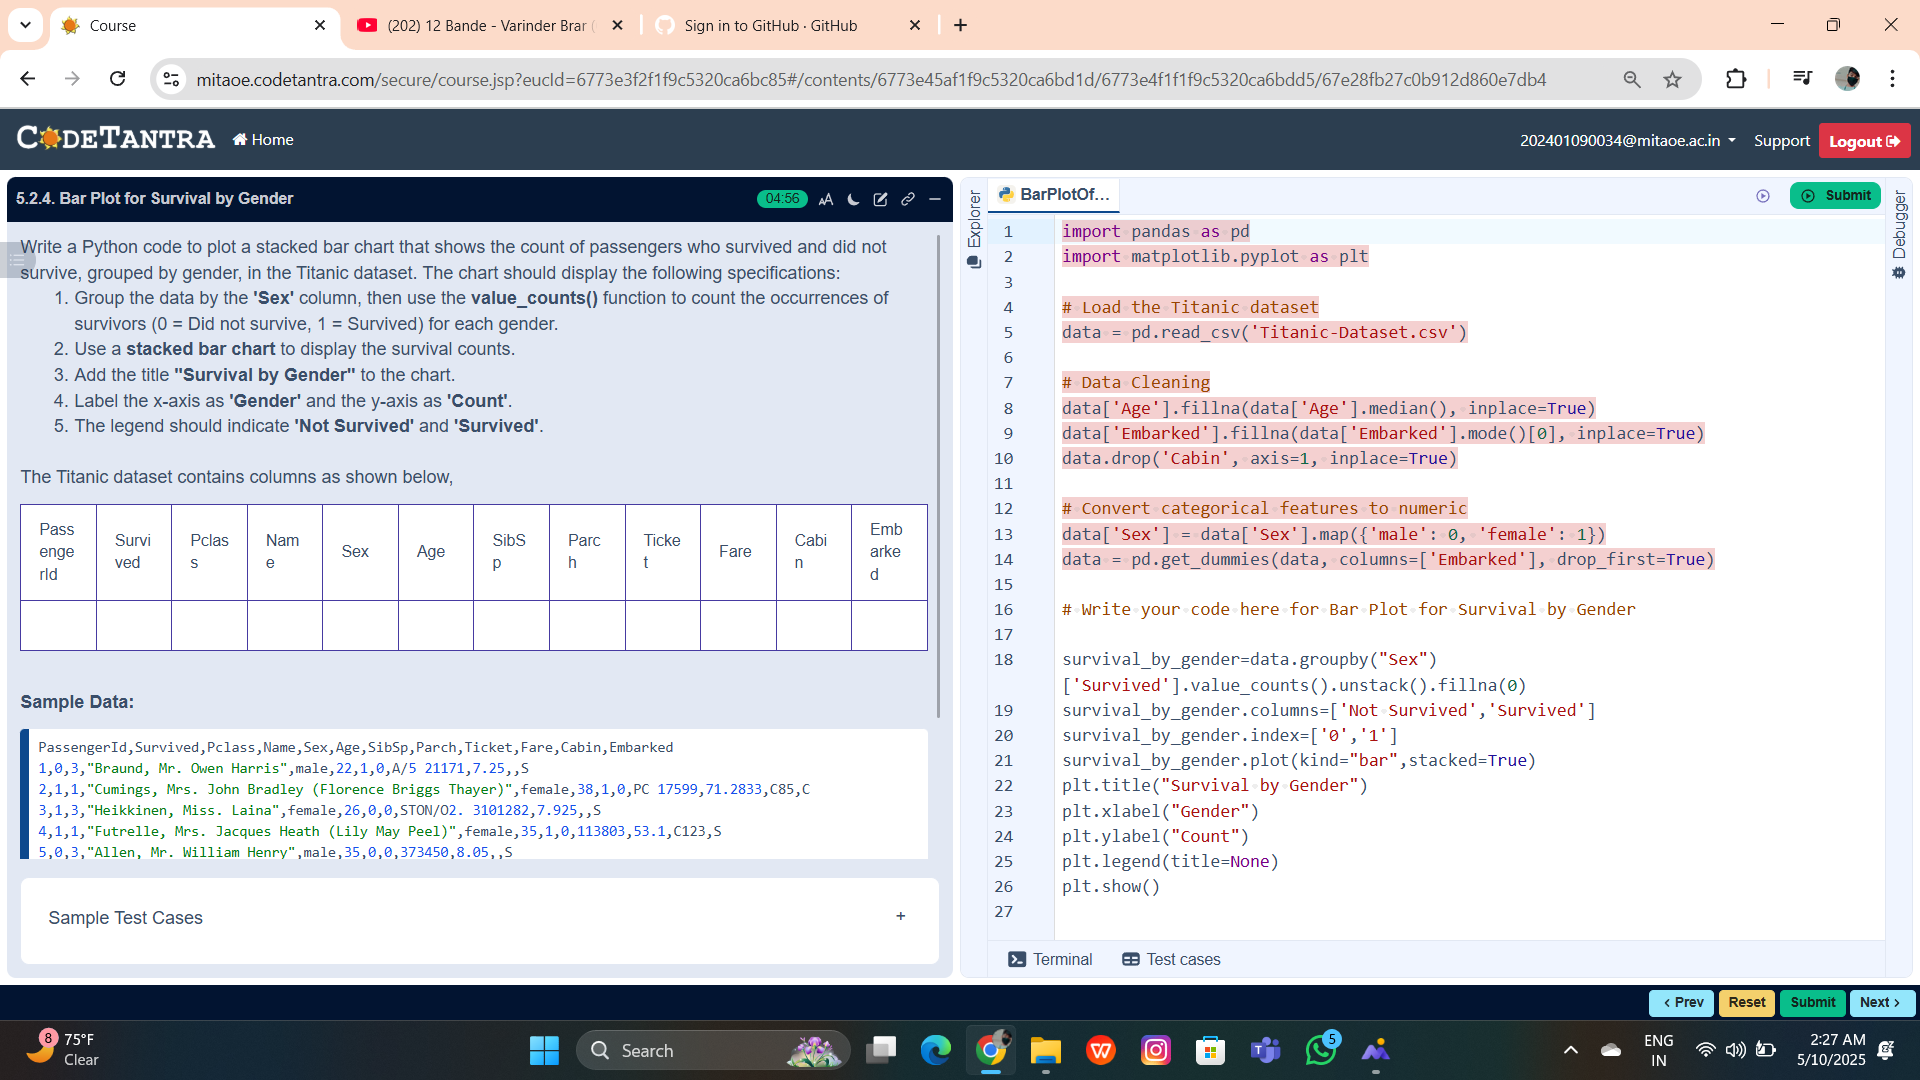 Course
(202) 12 Bande - Varinder Brar
Sign in to GitHub · GitHub
mitaoe.codetantra.com/secure/course.jsp?eucId=6773e3f2f1f9c5320ca6bc85#/contents/6773e45af1f9c5320ca6bd1d/6773e4f1f1f9c5320ca6bdd5/67e28fb27c0b912d860e7db4
CODETANTRA
Home
202401090034@mitaoe.ac.in
Support
Logout
5.2.4. Bar Plot for Survival by Gender
04:56
AA
Write a Python code to plot a stacked bar chart that shows the count of passengers who survived and did not
survive, grouped by gender, in the Titanic dataset. The chart should display the following specifications:
1. Group the data by the 'Sex' column, then use the value_counts() function to count the occurrences of
survivors (0 = Did not survive, 1 = Survived) for each gender.
2. Use a stacked bar chart to display the survival counts.
3. Add the title "Survival by Gender" to the chart.
4. Label the x-axis as 'Gender' and the y-axis as 'Count'.
5. The legend should indicate 'Not Survived' and 'Survived'.
The Titanic dataset contains columns as shown below,
Pass
enge
rId
Survi
ved
Pclas
s
Nam
e
Sex
Age
SibS
p
Parc
h
Ticke
t
Fare
Cabi
n
Emb
arke
d
Sample Data:
PassengerId,Survived,Pclass,Name,Sex,Age,SibSp,Parch,Ticket,Fare,Cabin,Embarked
1,0,3,"Braund, Mr. Owen Harris",male,22,1,0,A/5 21171,7.25,,S
2,1,1,"Cumings, Mrs. John Bradley (Florence Briggs Thayer)",female,38,1,0,PC 17599,71.2833,C85,C
3,1,3,"Heikkinen, Miss. Laina",female,26,0,0,STON/O2. 3101282,7.925,,S
4,1,1,"Futrelle, Mrs. Jacques Heath (Lily May Peel)",female,35,1,0,113803,53.1,C123,S
5,0,3,"Allen, Mr. William Henry",male,35,0,0,373450,8.05,,S
Sample Test Cases
+
Explorer
BarPlotOf...
Submit
Debugger
1 import pandas as pd
2 import matplotlib.pyplot as plt
3
4 # Load the Titanic dataset
5 data = pd.read_csv('Titanic-Dataset.csv')
6
7 # Data Cleaning
8 data['Age'].fillna(data['Age'].median(), inplace=True)
9 data['Embarked'].fillna(data['Embarked'].mode()[0], inplace=True)
10 data.drop('Cabin', axis=1, inplace=True)
11
12 # Convert categorical features to numeric
13 data['Sex'] = data['Sex'].map({'male': 0, 'female': 1})
14 data = pd.get_dummies(data, columns=['Embarked'], drop_first=True)
15
16 # Write your code here for Bar Plot for Survival by Gender
17
18 survival_by_gender=data.groupby("Sex")
['Survived'].value_counts().unstack().fillna(0)
19 survival_by_gender.columns=['Not Survived','Survived']
20 survival_by_gender.index=['0','1']
21 survival_by_gender.plot(kind="bar",stacked=True)
22 plt.title("Survival by Gender")
23 plt.xlabel("Gender")
24 plt.ylabel("Count")
25 plt.legend(title=None)
26 plt.show()
27
Terminal
Test cases
< Prev
Reset
Submit
Next >
8
75°F
Clear
Search
5
ENG
IN
2:27 AM
5/10/2025